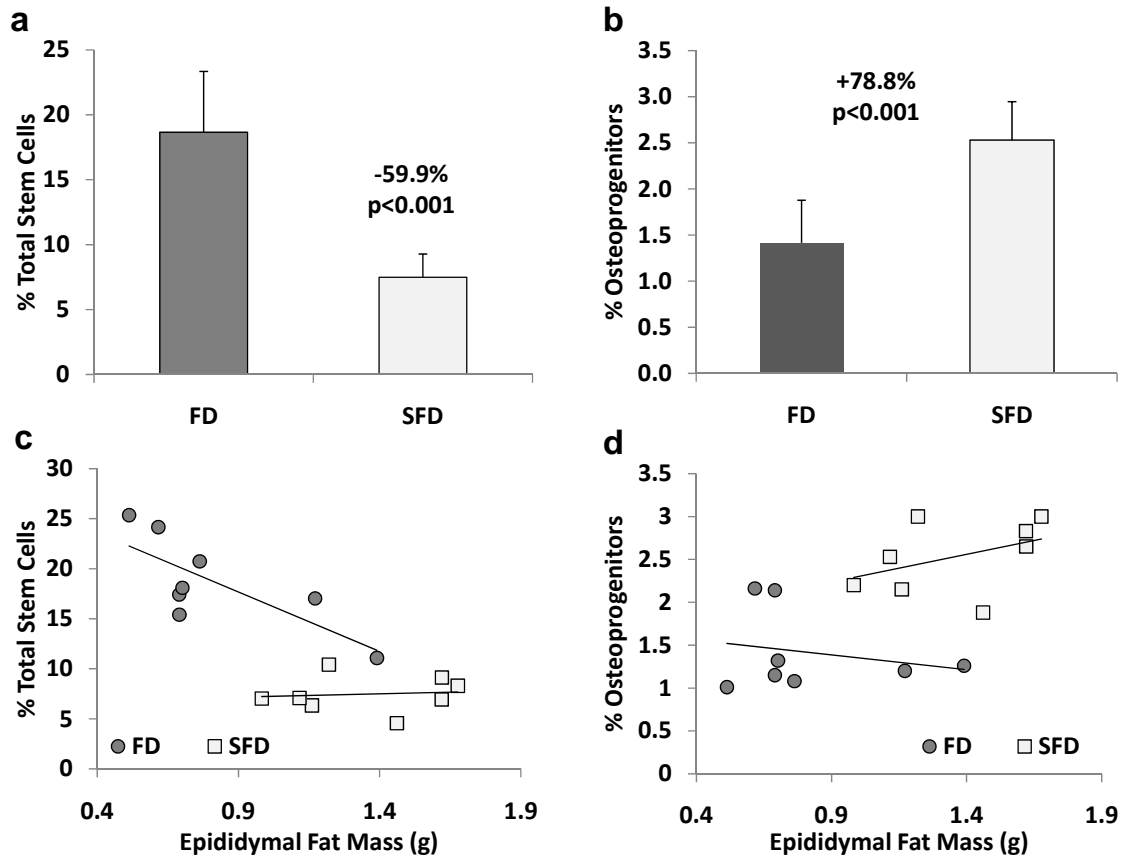 a
% Total Stem Cells
25
20
15
10
5
0
-59.9%
p<0.001
FD SFD
b
% Osteoprogenitors
3.5
3.0
2.5
2.0
1.5
1.0
0.5
0.0
+78.8%
p<0.001
FD SFD
c
% Total Stem Cells
30
25
20
15
10
5
0
FD SFD
0.4 0.9 1.4 1.9
Epididymal Fat Mass (g)
d
% Osteoprogenitors
3.5
3
2.5
2
1.5
1
0.5
0
FD SFD
0.4 0.9 1.4 1.9
Epididymal Fat Mass (g)